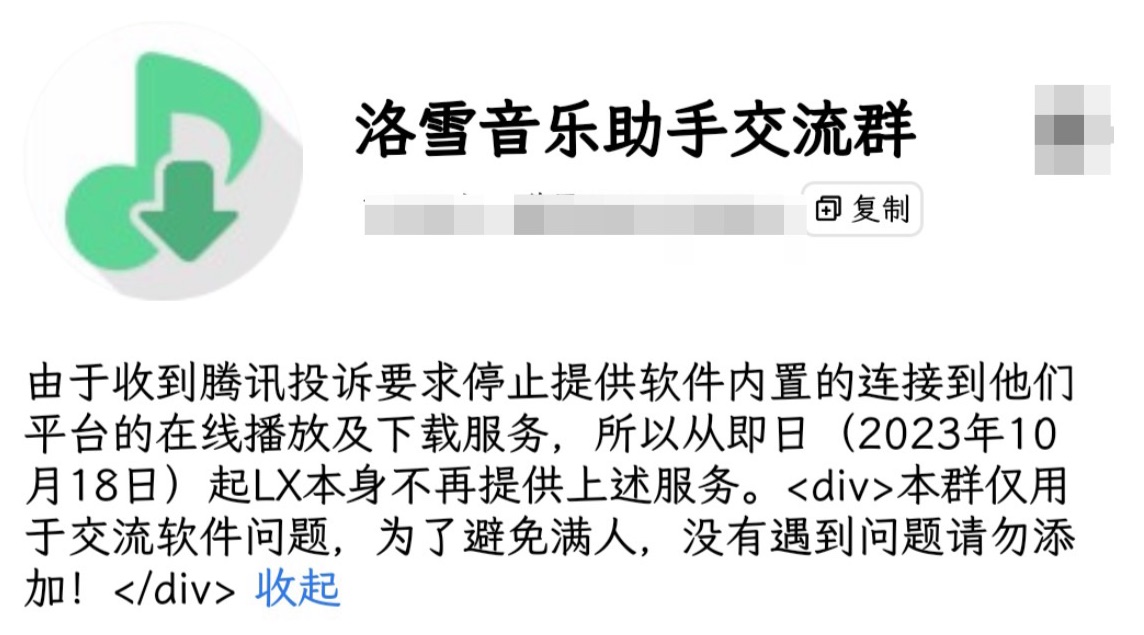 洛雪音乐助手交流群
复制
由于收到腾讯投诉要求停止提供软件内置的连接到他们
平台的在线播放及下载服务，所以从即日（2023年10
月18日）起LX本身不再提供上述服务。<div>本群仅用
于交流软件问题，为了避免满人，没有遇到问题请勿添
加！</div> 收起